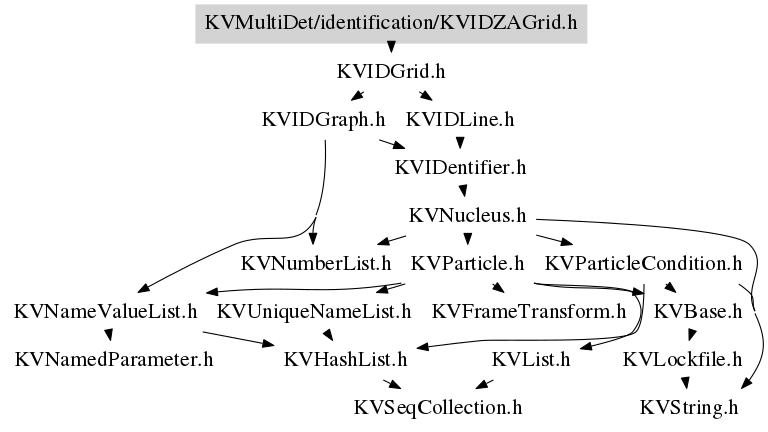 KVMultiDet/identification/KVIDZAGrid.h
KVIDGrid.h
KVIDGraph.h
KVIDLine.h
KVIDentifier.h
KVNucleus.h
KVNumberList.h
KVParticle.h
KVParticleCondition.h
KVNameValueList.h
KVUniqueNameList.h
KVFrameTransform.h
KVBase.h
KVNamedParameter.h
KVHashList.h
KVList.h
KVLockfile.h
KVSeqCollection.h
KVString.h